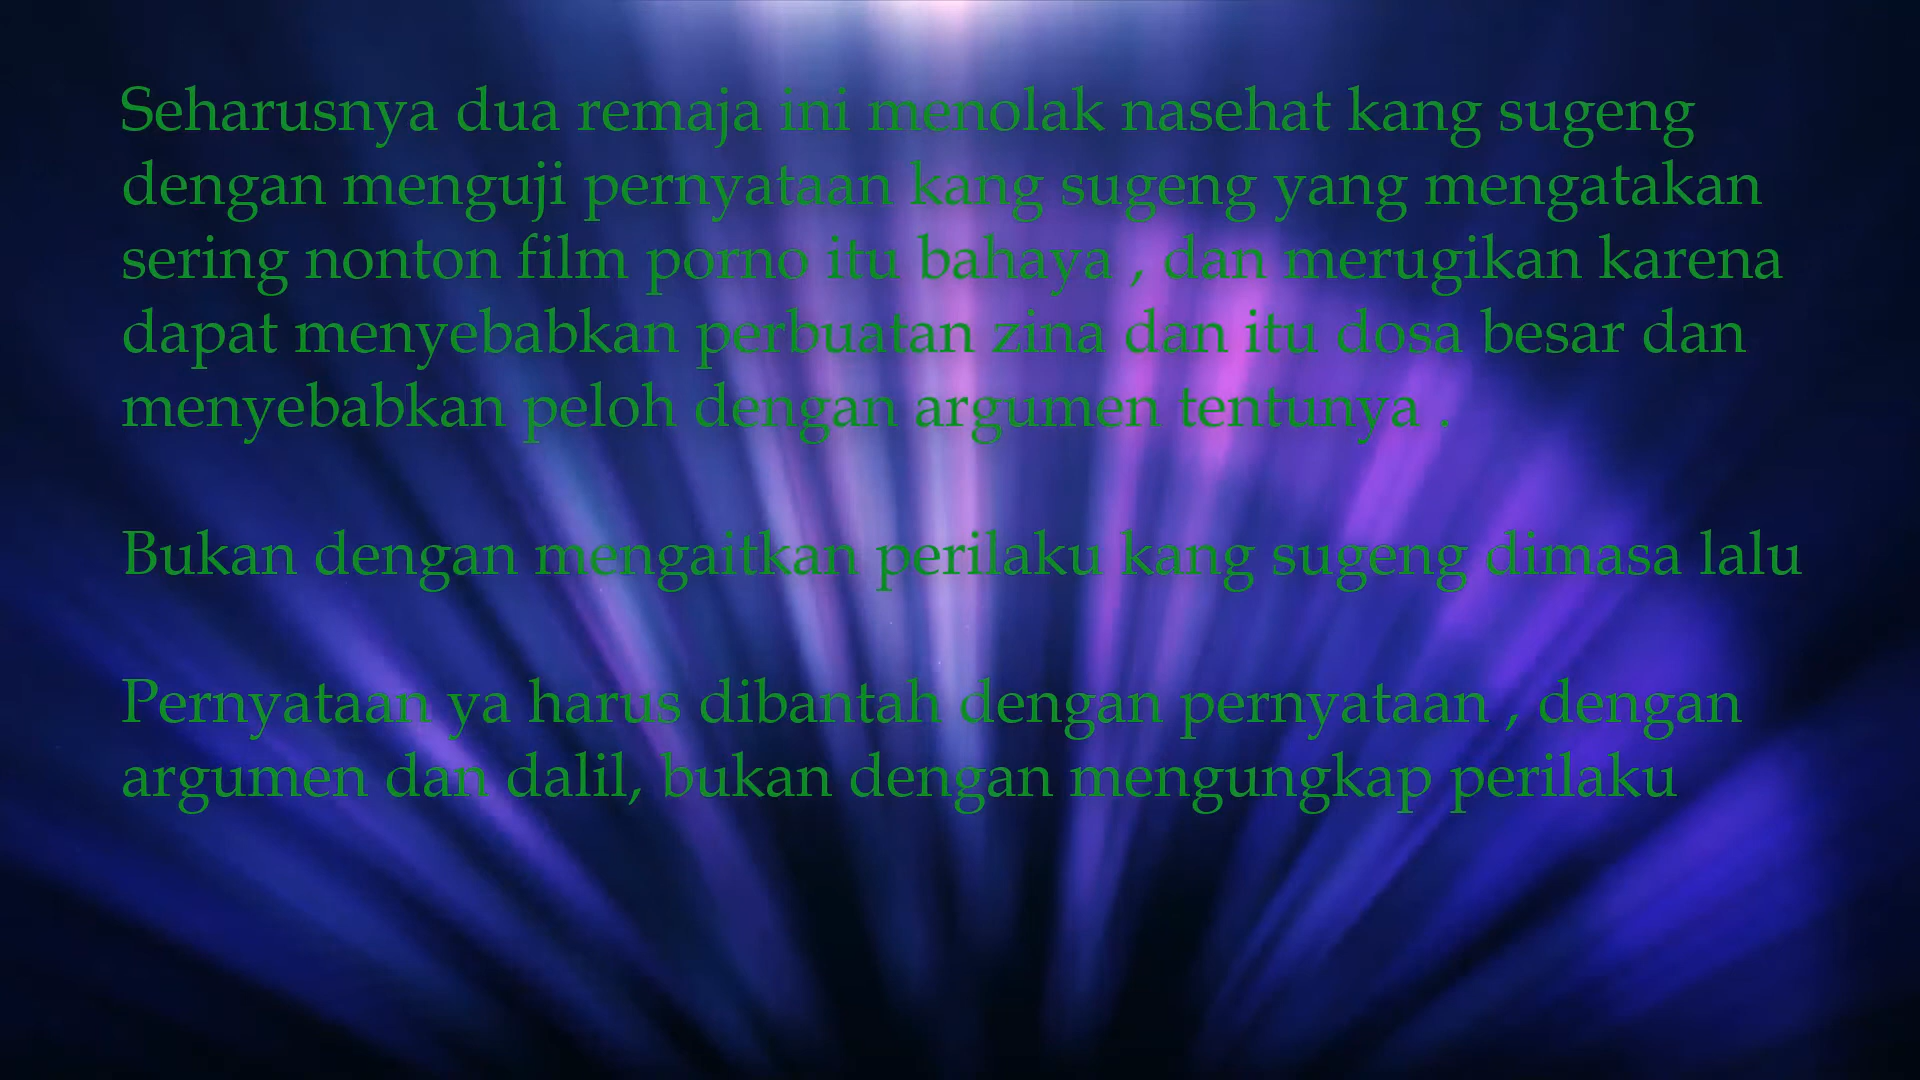 Seharusnya dua remaja ini menolak nasehat kang sugeng
dengan menguji pernyataan kang sugeng yang mengatakan
sering nonton film porno itu bahaya , dan merugikan karena
dapat menyebabkan perbuatan zina dan itu dosa besar dan
menyebabkan peloh dengan argumen tentunya .
Bukan dengan mengaitkan perilaku kang sugeng dimasa lalu
Pernyataan ya harus dibantah dengan pernyataan , dengan
argumen dan dalil, bukan dengan mengungkap perilaku